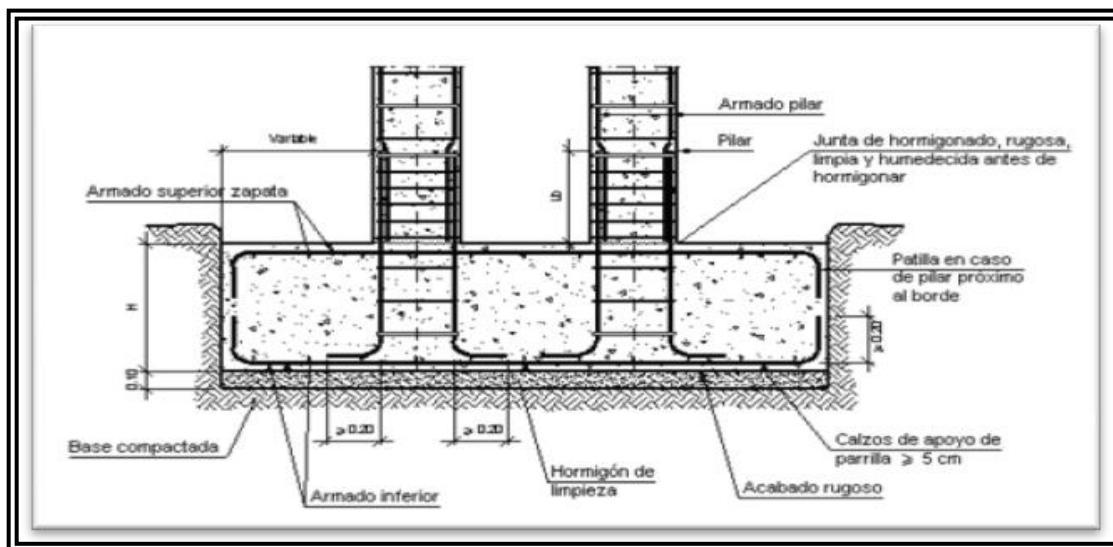 Armado pilar
Variable
Pilar
Junta de hormigonado, rugosa,
limpia y humedecida antes de
hormigonar
Armado superior zapata
Patilla en caso
de pilar próximo
al borde
H
≥ 0.20
0.10
≥ 0.20
≥ 0.20
Base compactada
Calzos de apoyo de
parrilla ≥ 5 cm
Hormigón de
limpieza
Acabado rugoso
Armado inferior